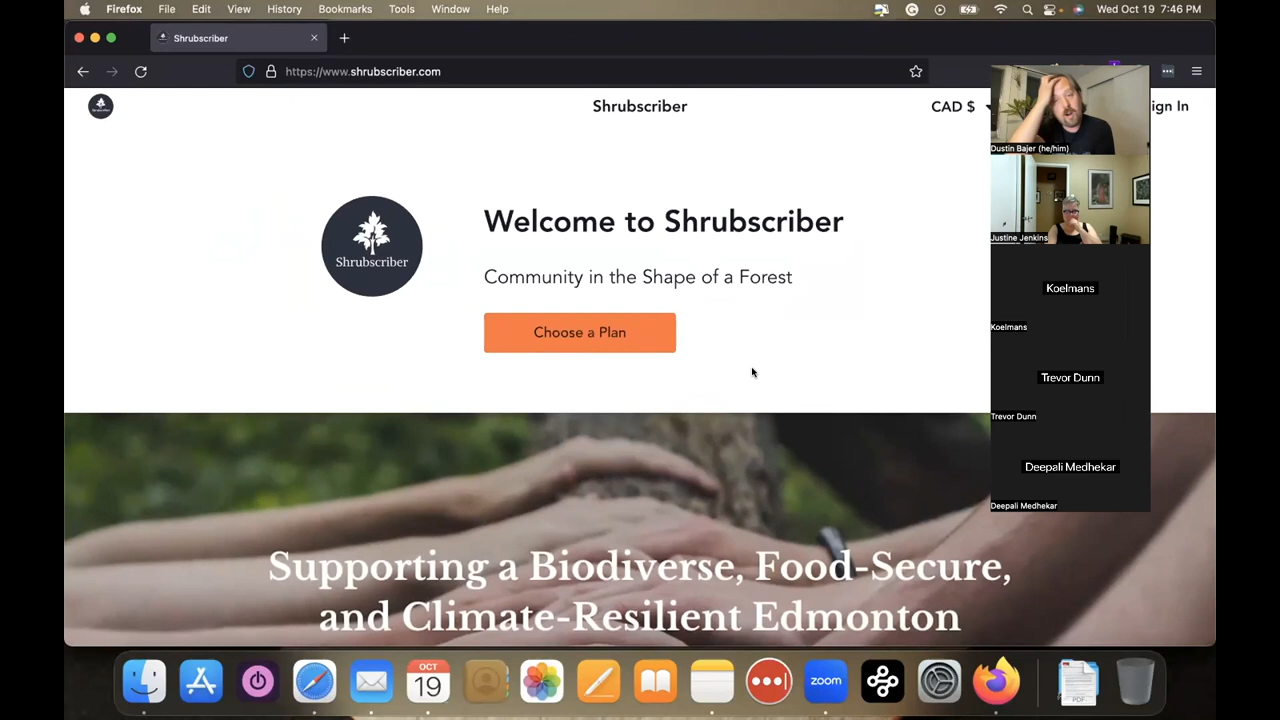 Firefox File Edit View History Bookmarks Tools Window Help Wed Oct 19 7:46 PM
Shrubscriber
https://www.shrubscriber.com
Shrubscriber
CAD $
ign In
Shrubscriber
Welcome to Shrubscriber
Community in the Shape of a Forest
Choose a Plan
Supporting a Biodiverse, Food-Secure,
and Climate-Resilient Edmonton
Dustin Bajer (he/him)
Justine Jenkins
Koelmans
Koelmans
Trevor Dunn
Trevor Dunn
Deepali Medhekar
Deepali Medhekar
OCT
19
zoom
PDF